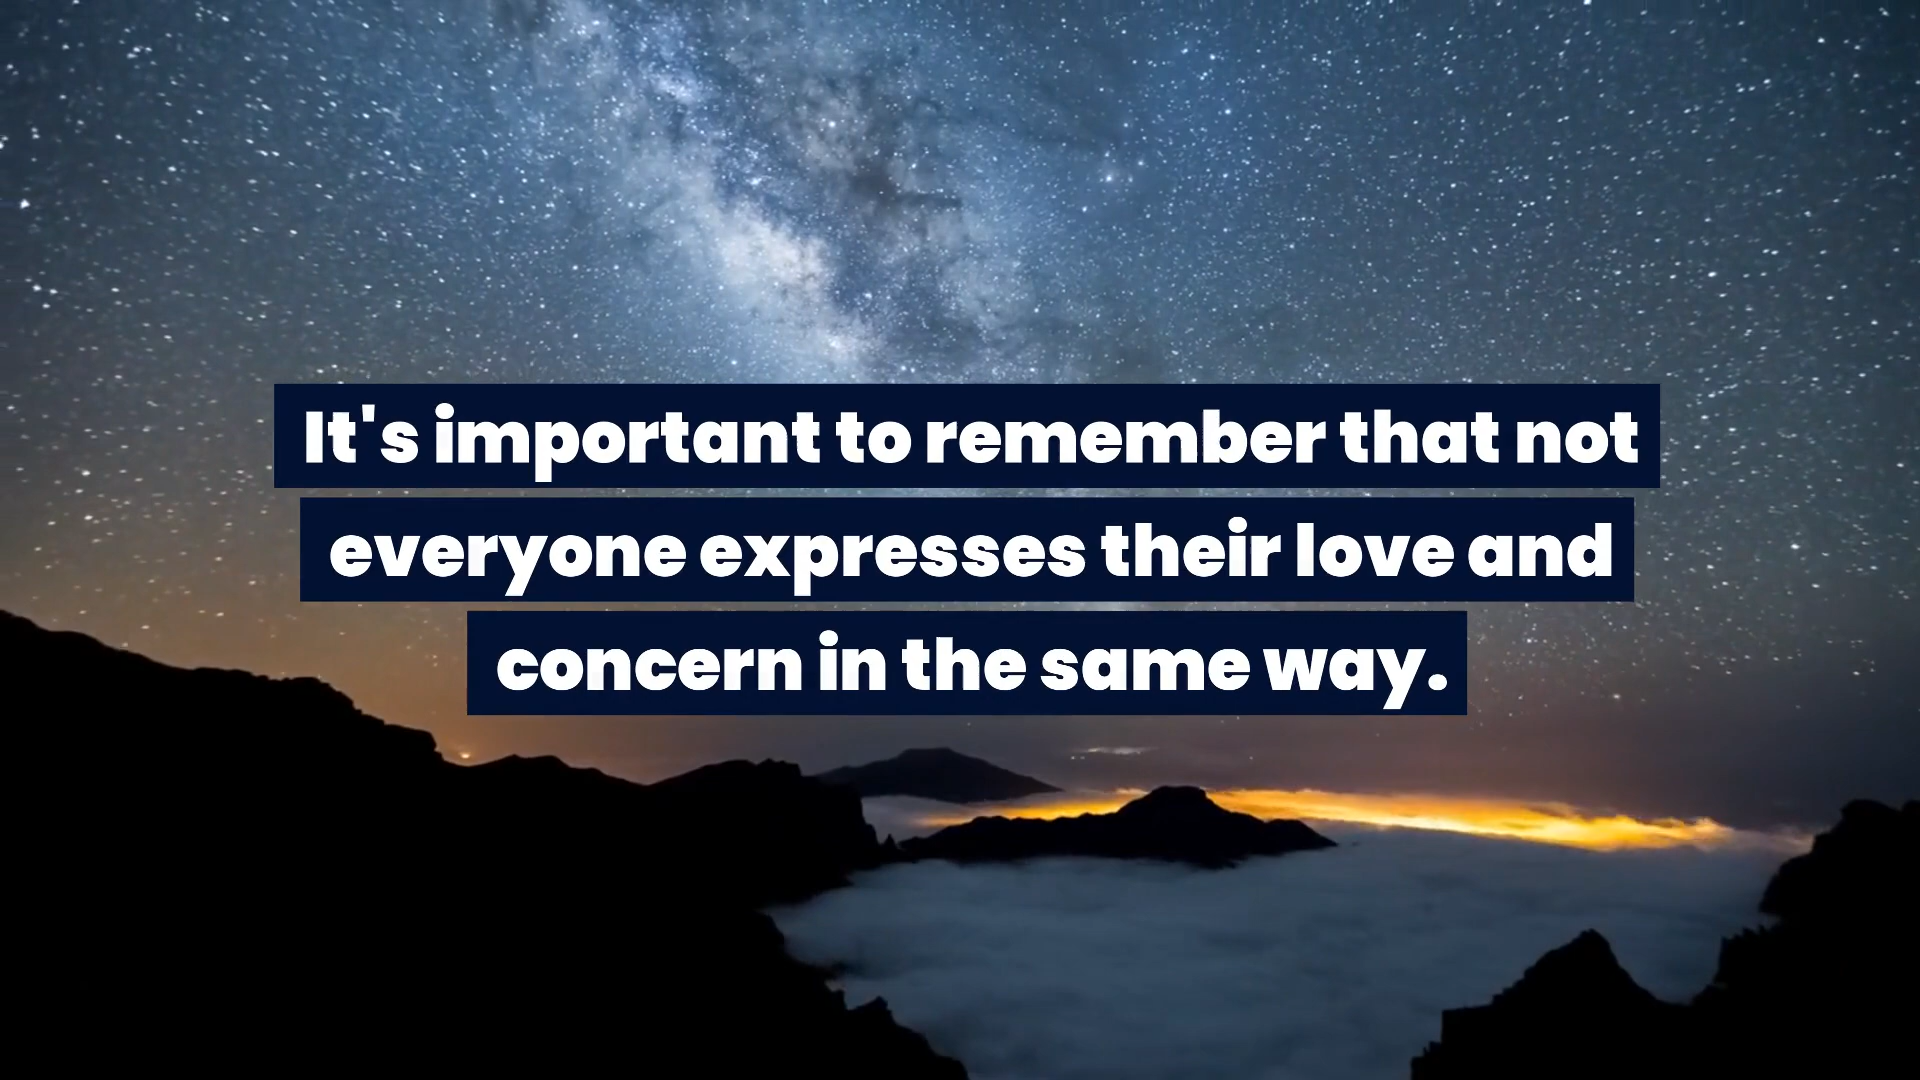 It's important to remember that not
everyone expresses their love and
concern in the same way.